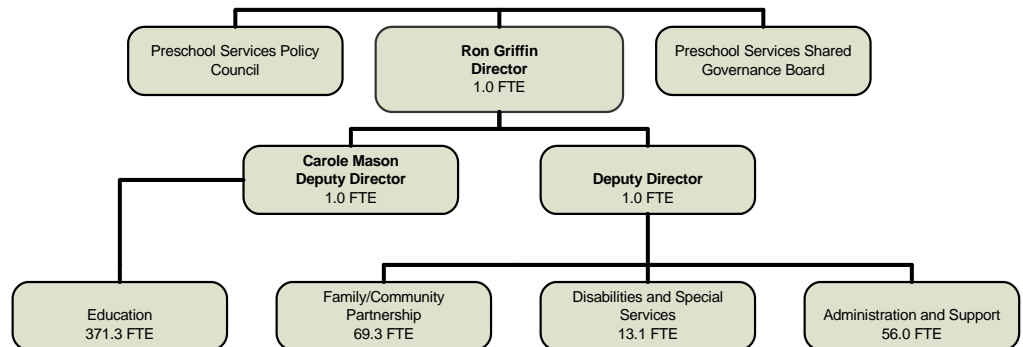 Preschool Services Policy
Council
Ron Griffin
Director
1.0 FTE
Preschool Services Shared
Governance Board
Carole Mason
Deputy Director
1.0 FTE
Deputy Director
1.0 FTE
Education
371.3 FTE
Family/Community
Partnership
69.3 FTE
Disabilities and Special
Services
13.1 FTE
Administration and Support
56.0 FTE